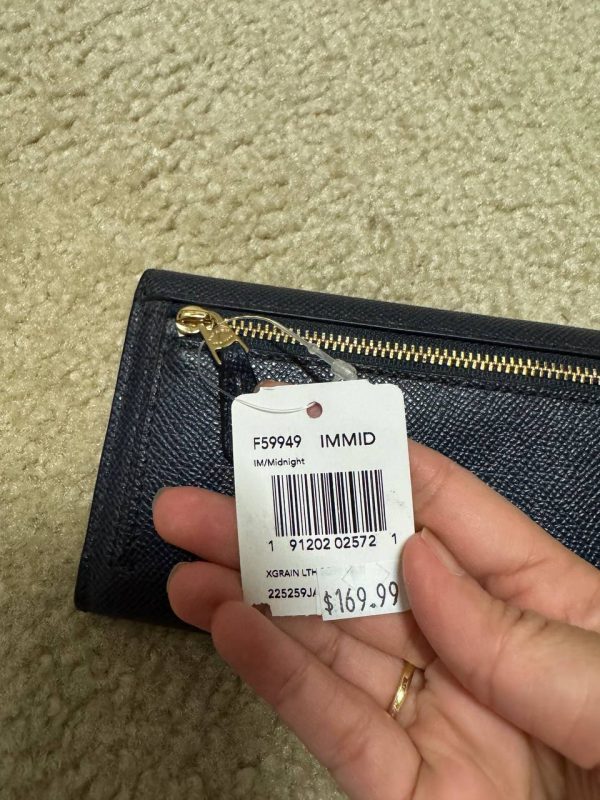 F59949 IMMID
IM/Midnight
1 91202 02572 1
XGRAIN LTH
225259JA
$169.99